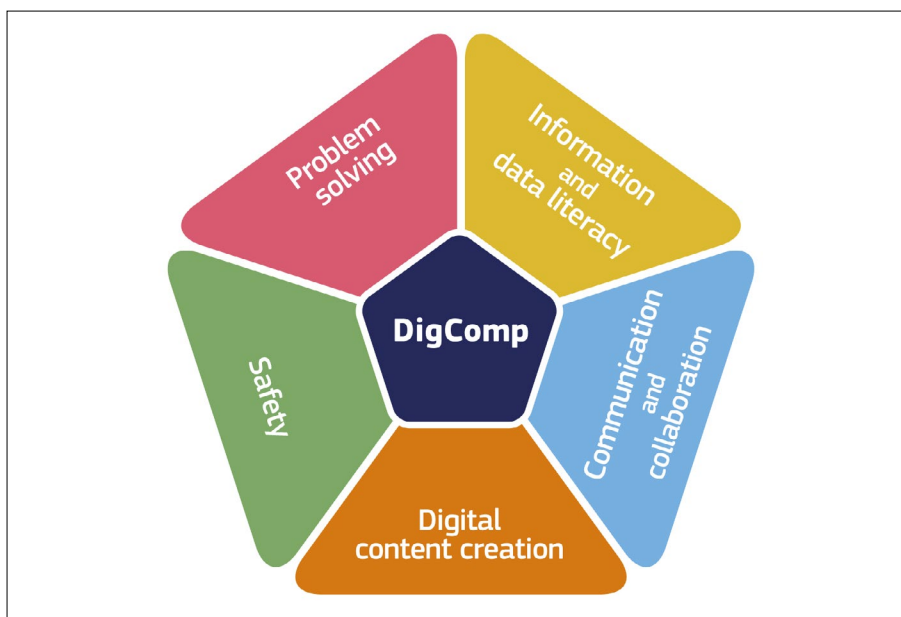 Problem
solving
Information
and
data literacy
DigComp
Safety
Communication
and
collaboration
Digital
content creation